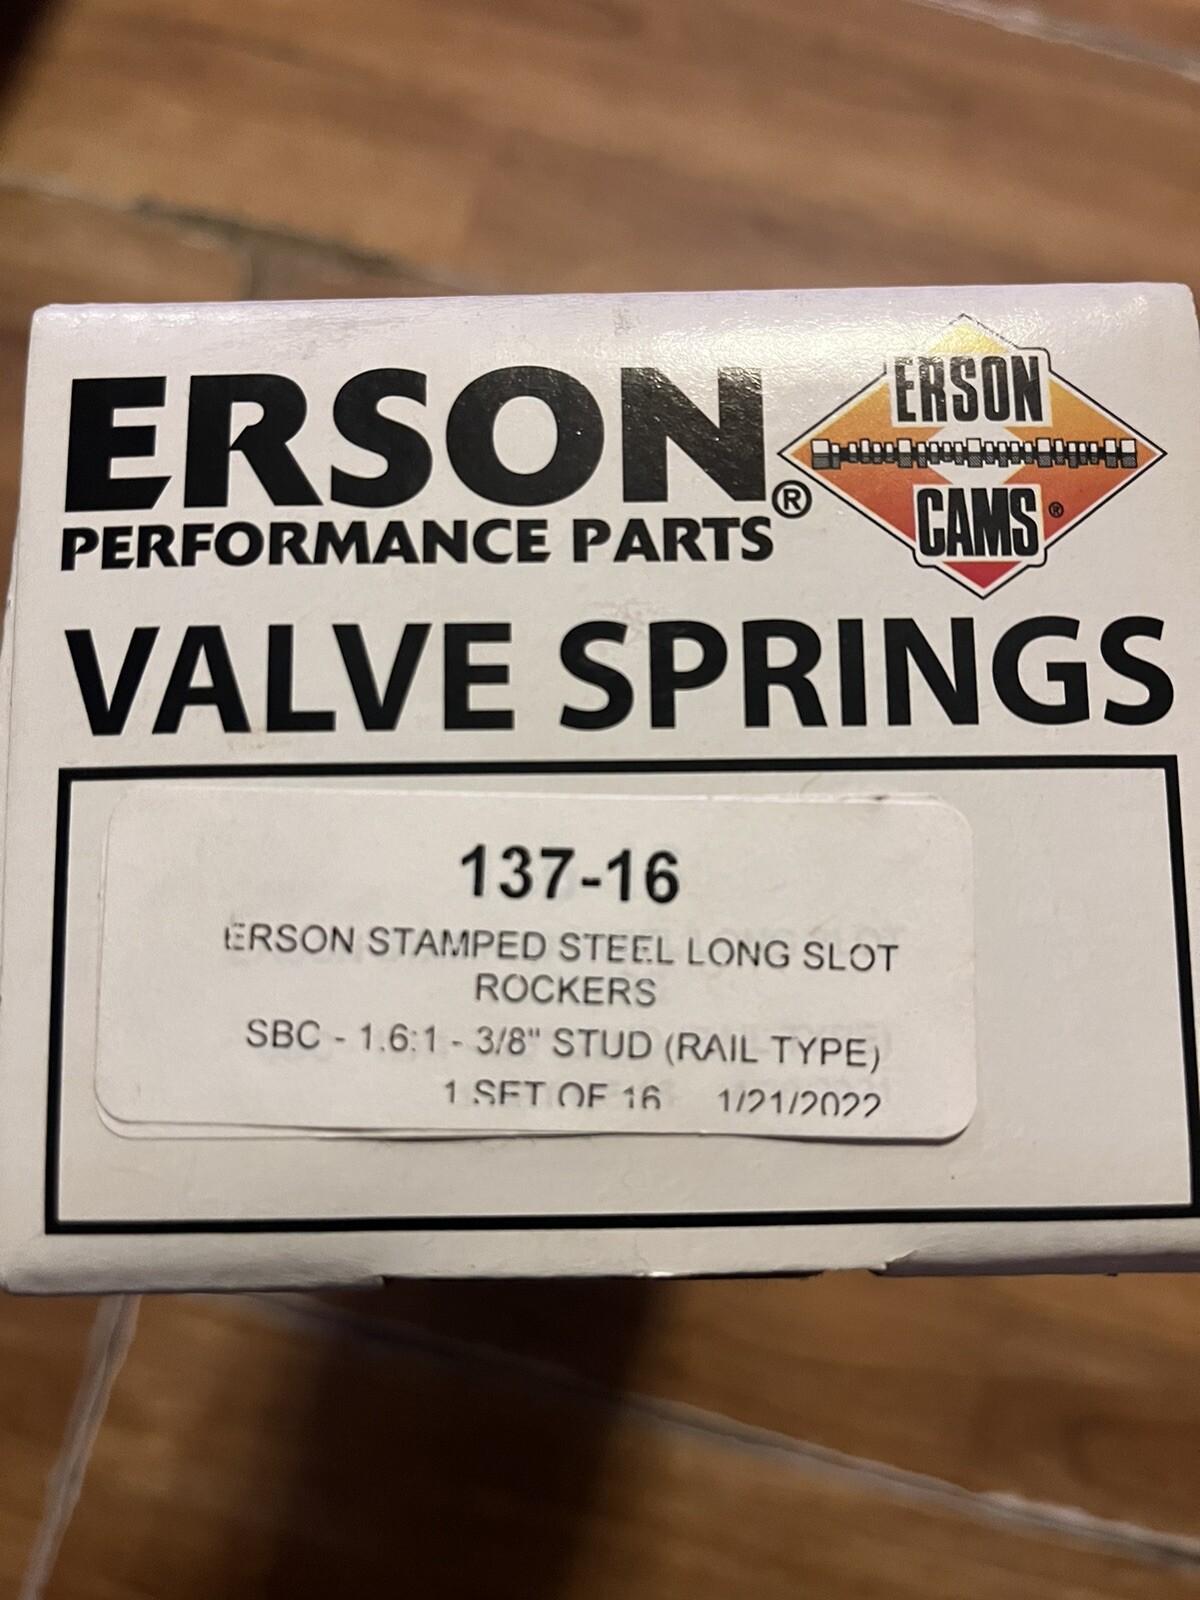 ERSON®
PERFORMANCE PARTS
ERSON
CAMS®
VALVE SPRINGS
137-16
ERSON STAMPED STEEL LONG SLOT
ROCKERS
SBC - 1.6:1 - 3/8" STUD (RAIL TYPE)
1 SET OF 16 1/21/2022